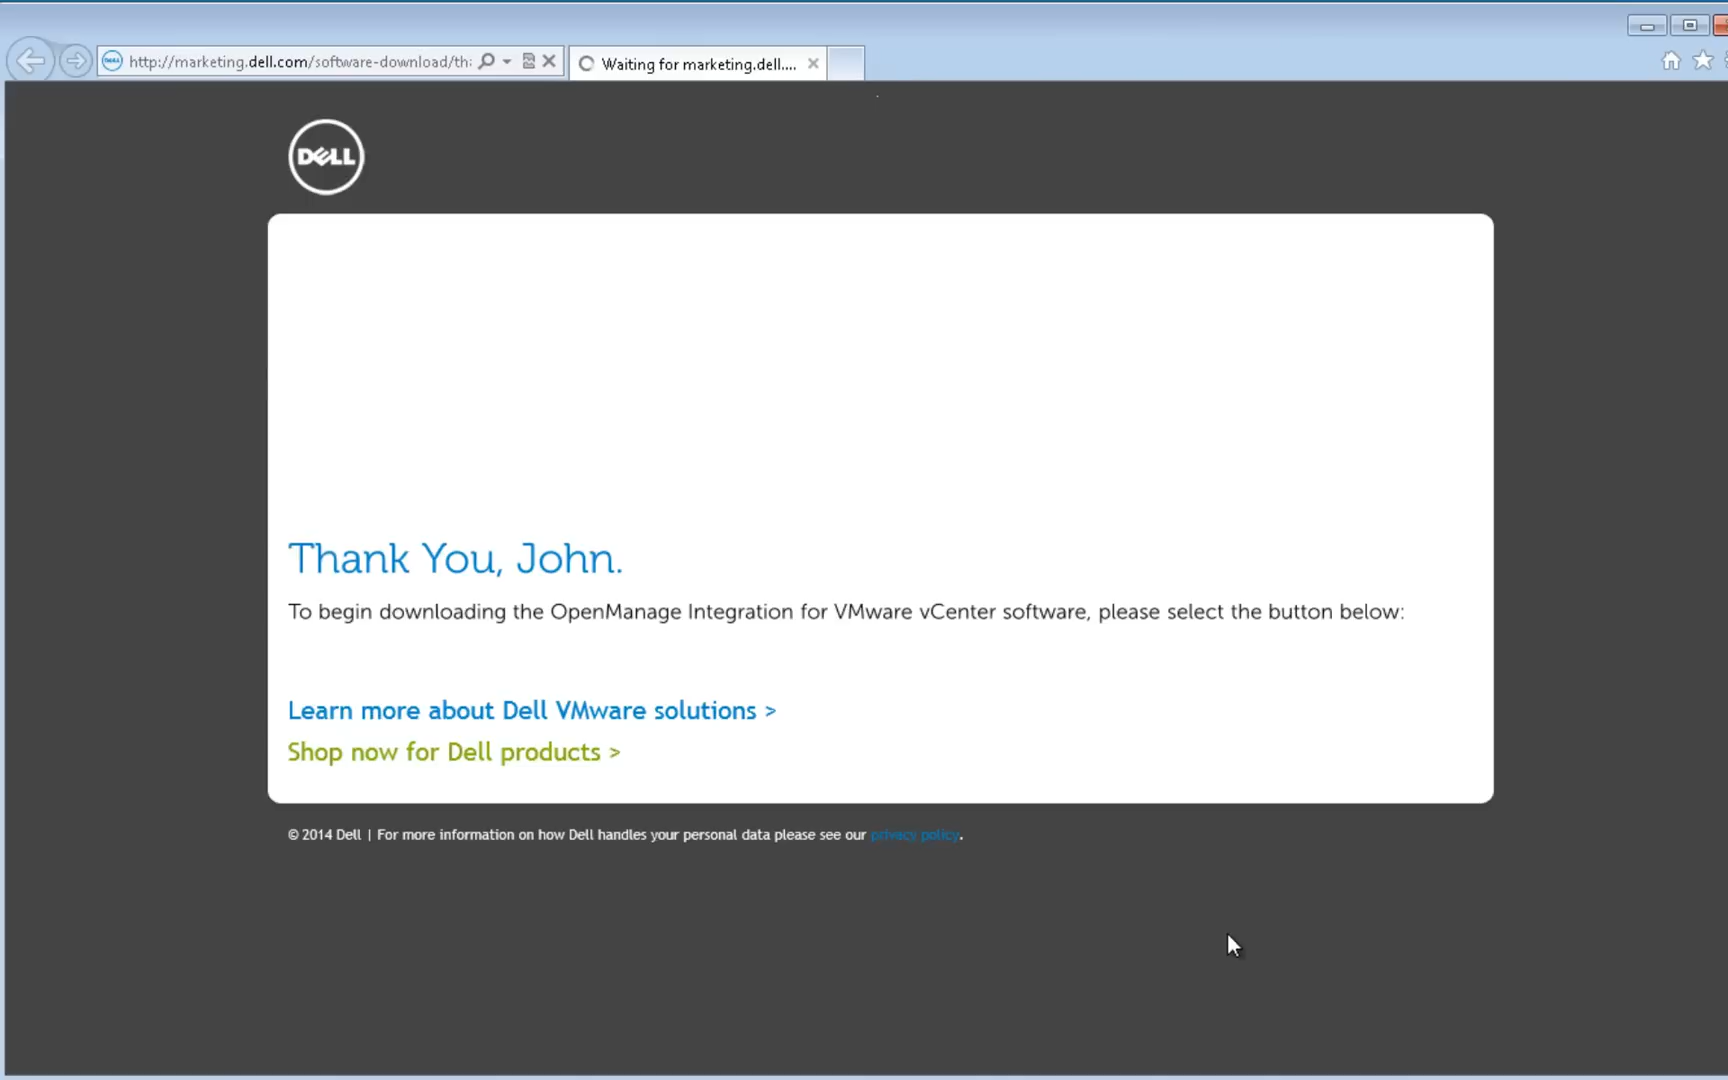 http://marketing.dell.com/software-download/th
Waiting for marketing.dell....
DELL
Thank You, John.
To begin downloading the OpenManage Integration for VMware vCenter software, please select the button below:
Learn more about Dell VMware solutions >
Shop now for Dell products >
© 2014 Dell | For more information on how Dell handles your personal data please see our privacy policy.